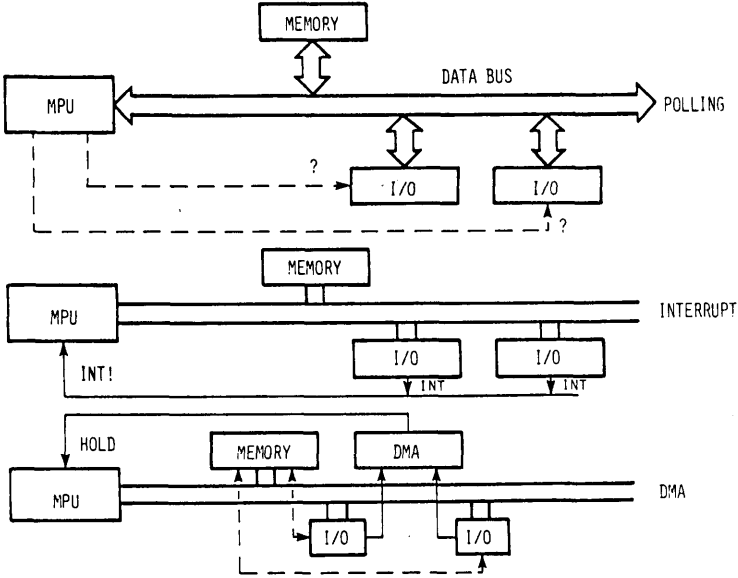 MEMORY
DATA BUS
MPU
POLLING
?
I/O
I/O
?
MEMORY
INTERRUPT
MPU
I/O
I/O
INT!
INT
INT
HOLD
MEMORY
DMA
MPU
DMA
I/O
I/O